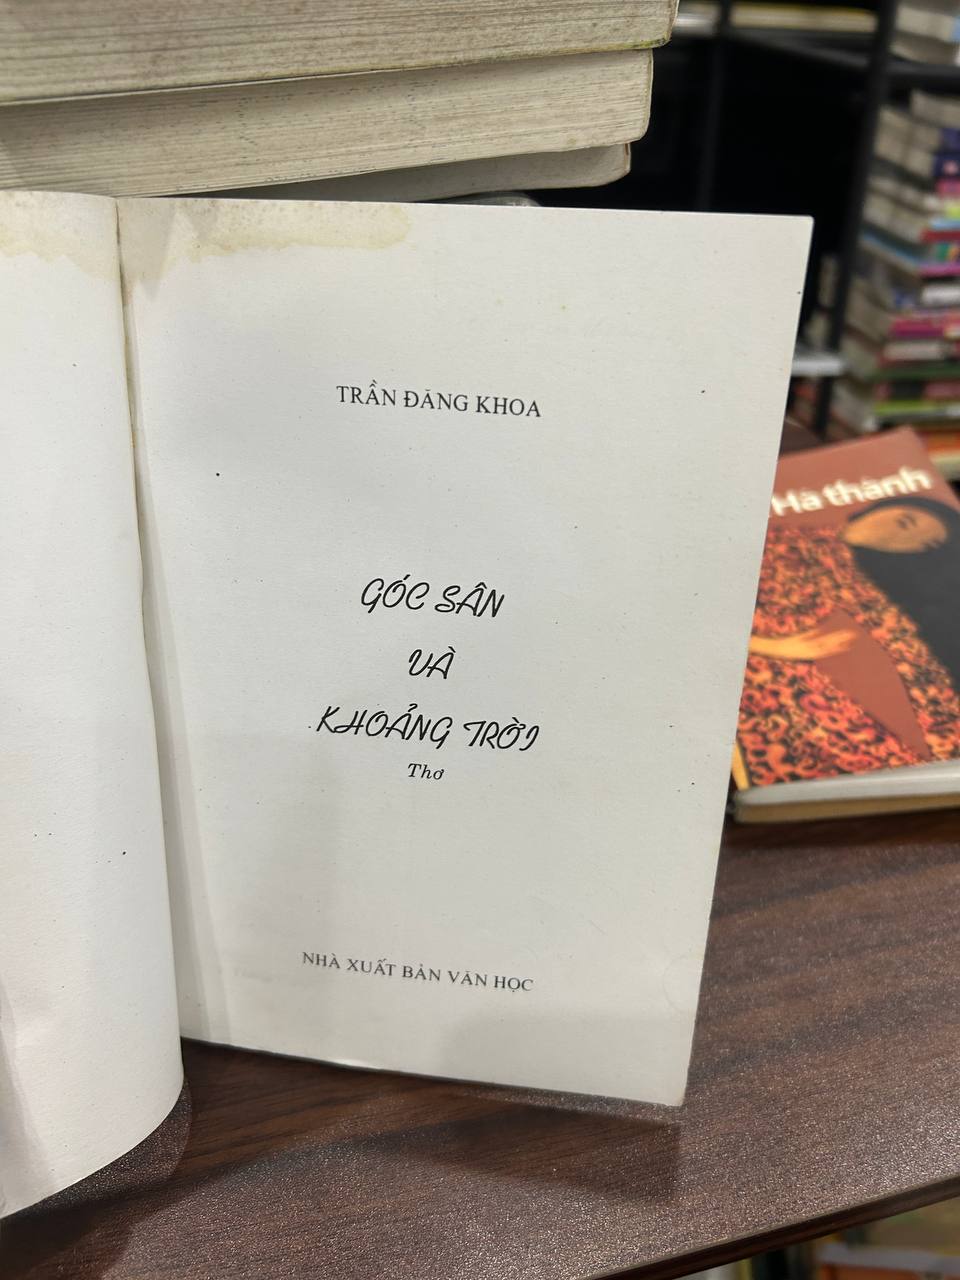 TRẦN ĐĂNG KHOA
GÓC SÂN
VÀ
KHOẢNG TRỜI
Thơ
NHÀ XUẤT BẢN VĂN HỌC
Hà thành